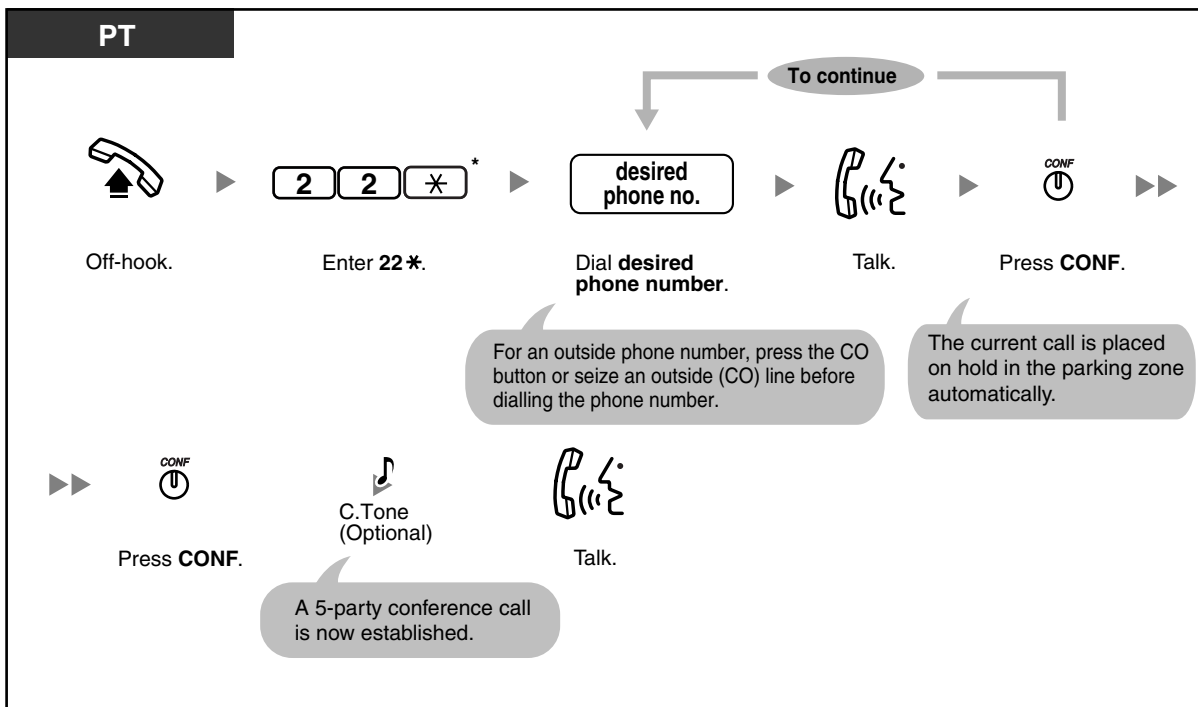 PT
To continue
2 2 ✳ *
desired
phone no.
CONF
Off-hook.
Enter 22✳.
Dial desired
phone number.
Talk.
Press CONF.
For an outside phone number, press the CO
button or seize an outside (CO) line before
dialling the phone number.
The current call is placed
on hold in the parking zone
automatically.
CONF
C.Tone
(Optional)
Press CONF.
Talk.
A 5-party conference call
is now established.